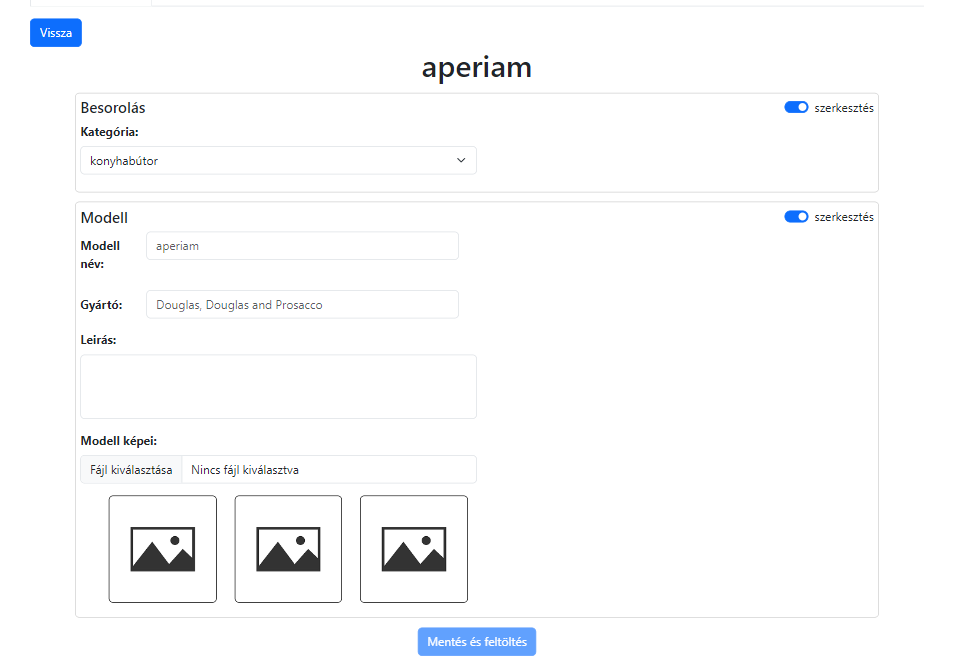 Vissza
aperiam
Besorolás
szerkesztés
Kategória:
konyhabútor
Modell
szerkesztés
Modell
név:
aperiam
Gyártó:
Douglas, Douglas and Prosacco
Leirás:
Modell képei:
Fájl kiválasztása
Nincs fájl kiválasztva
Mentés és feltöltés